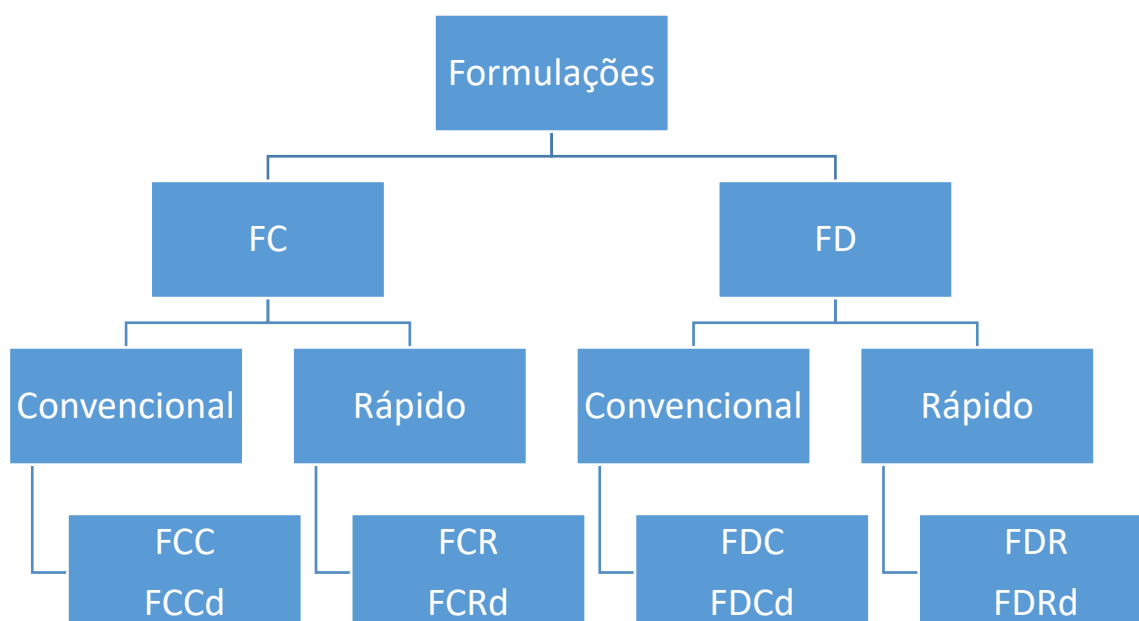 Formulações
FC
FD
Convencional
Rápido
Convencional
Rápido
FCC
FCCd
FCR
FCRd
FDC
FDCd
FDR
FDRd